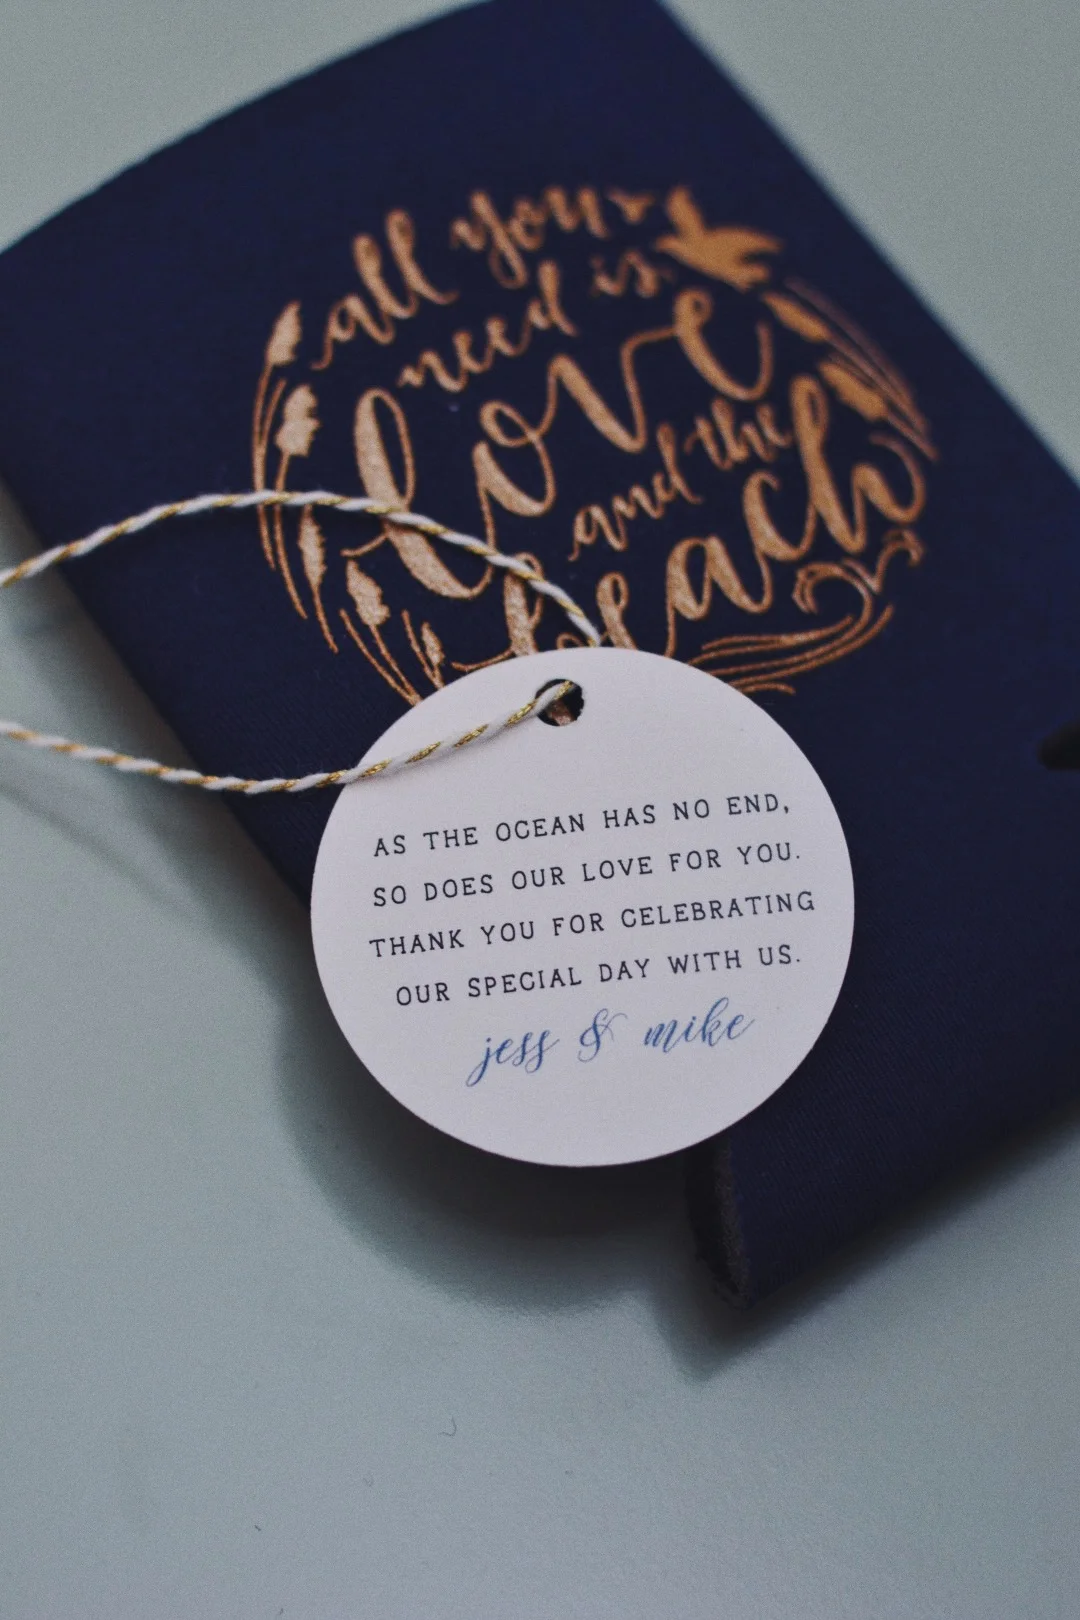 all you
need is
love
and the
beach
AS THE OCEAN HAS NO END,
SO DOES OUR LOVE FOR YOU.
THANK YOU FOR CELEBRATING
OUR SPECIAL DAY WITH US.
jess & mike